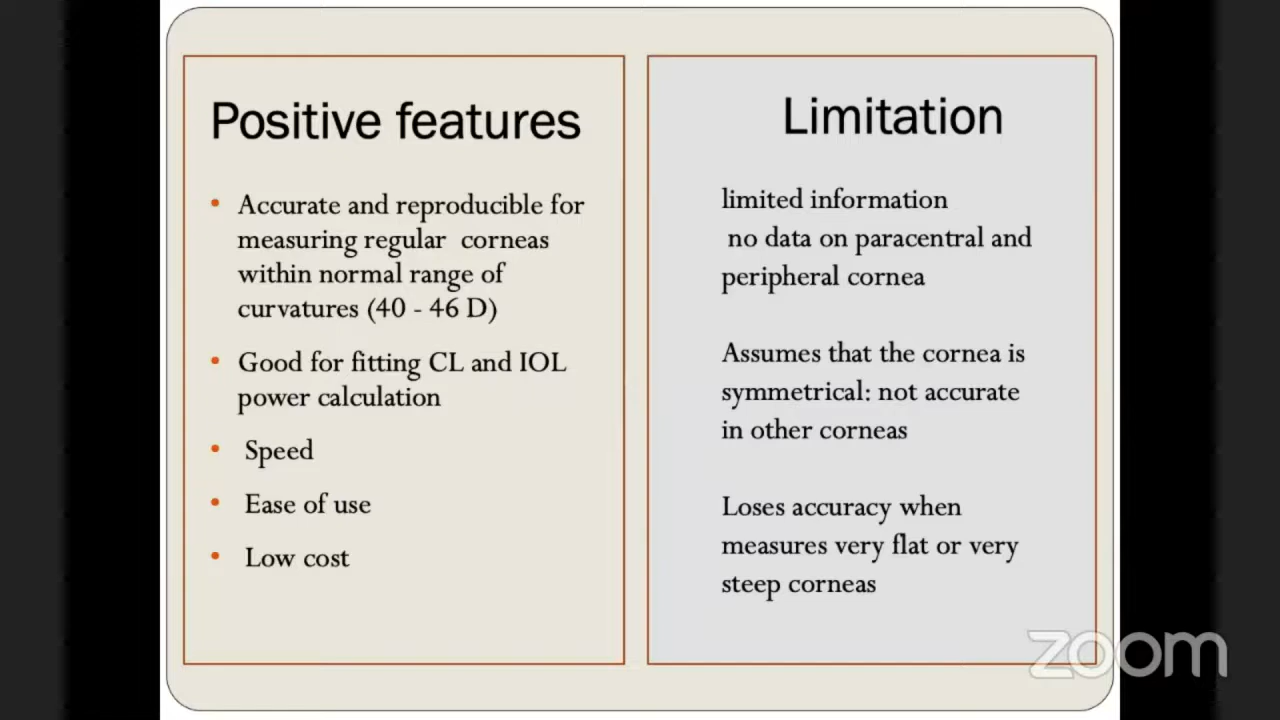 Positive features
• Accurate and reproducible for
measuring regular corneas
within normal range of
curvatures (40 - 46 D)
• Good for fitting CL and IOL
power calculation
• Speed
• Ease of use
• Low cost
Limitation
limited information
no data on paracentral and
peripheral cornea
Assumes that the cornea is
symmetrical: not accurate
in other corneas
Loses accuracy when
measures very flat or very
steep corneas
zoom